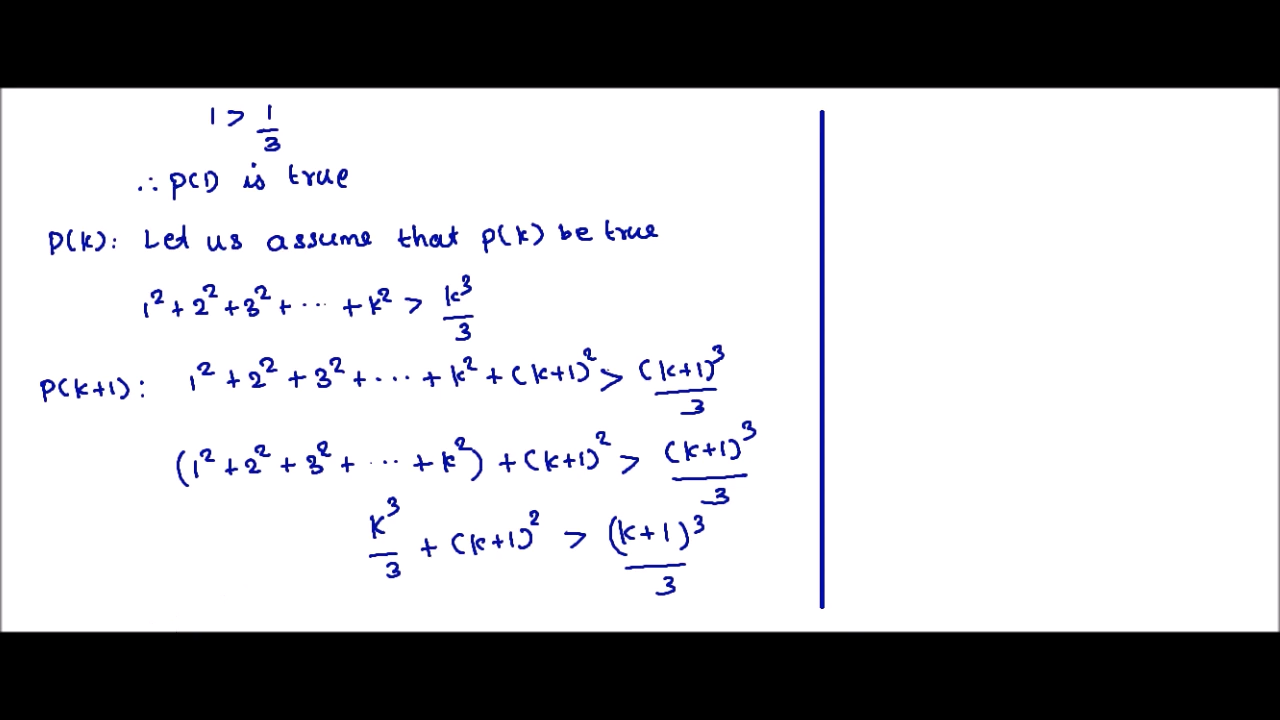 1 > 1/3
∴ P(1) is true
P(k): Let us assume that p(k) be true
1² + 2² + 3² + ... + k² > k³/3
P(k+1): 1² + 2² + 3² + ... + k² + (k+1)² > (k+1)³/3
(1² + 2² + 3² + ... + k²) + (k+1)² > (k+1)³/3
k³/3 + (k+1)² > (k+1)³/3